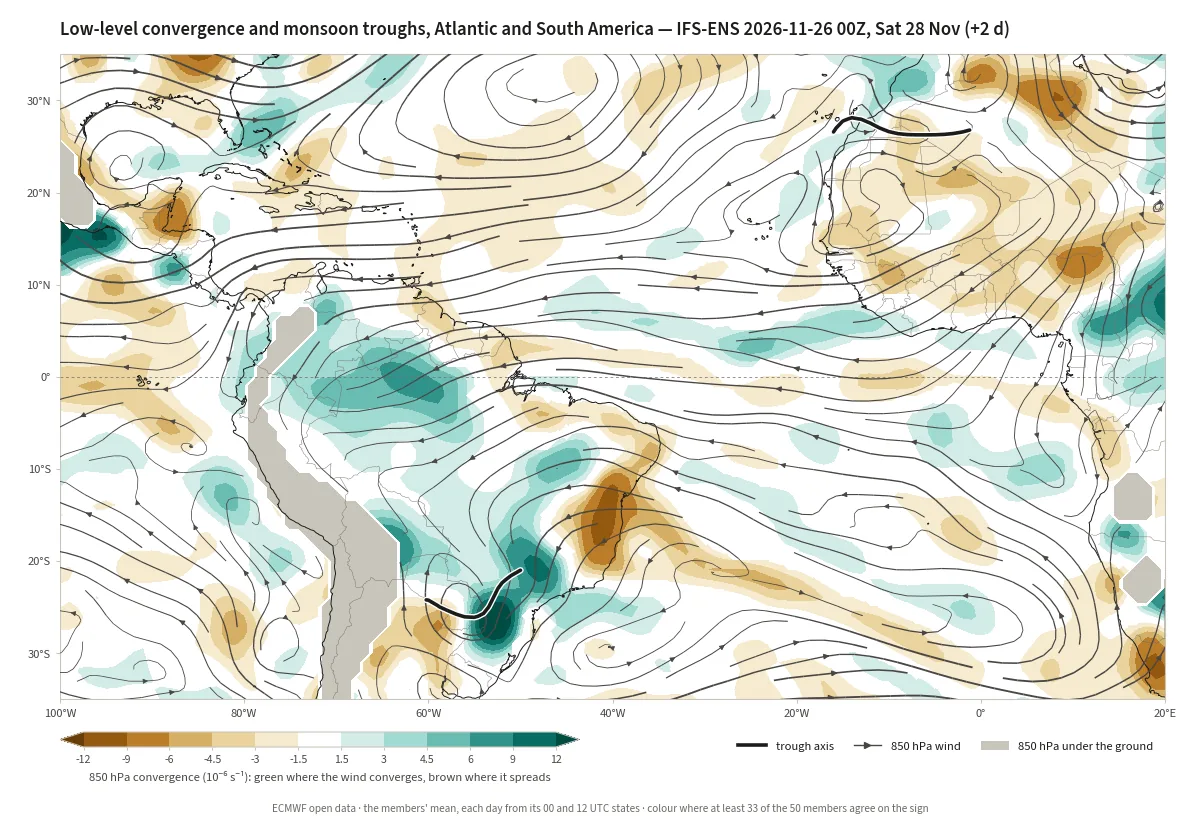 Low-level convergence and monsoon troughs, Atlantic and South America — IFS-ENS 2026-11-26 00Z, Sat 28 Nov (+2 d)
30°N
20°N
10°N
0°
10°S
20°S
30°S
100°W 80°W 60°W 40°W 20°W 0° 20°E
-12 -9 -6 -4.5 -3 -1.5 1.5 3 4.5 6 9 12
850 hPa convergence (10⁻⁶ s⁻¹): green where the wind converges, brown where it spreads
trough axis 850 hPa wind 850 hPa under the ground
ECMWF open data · the members' mean, each day from its 00 and 12 UTC states · colour where at least 33 of the 50 members agree on the sign